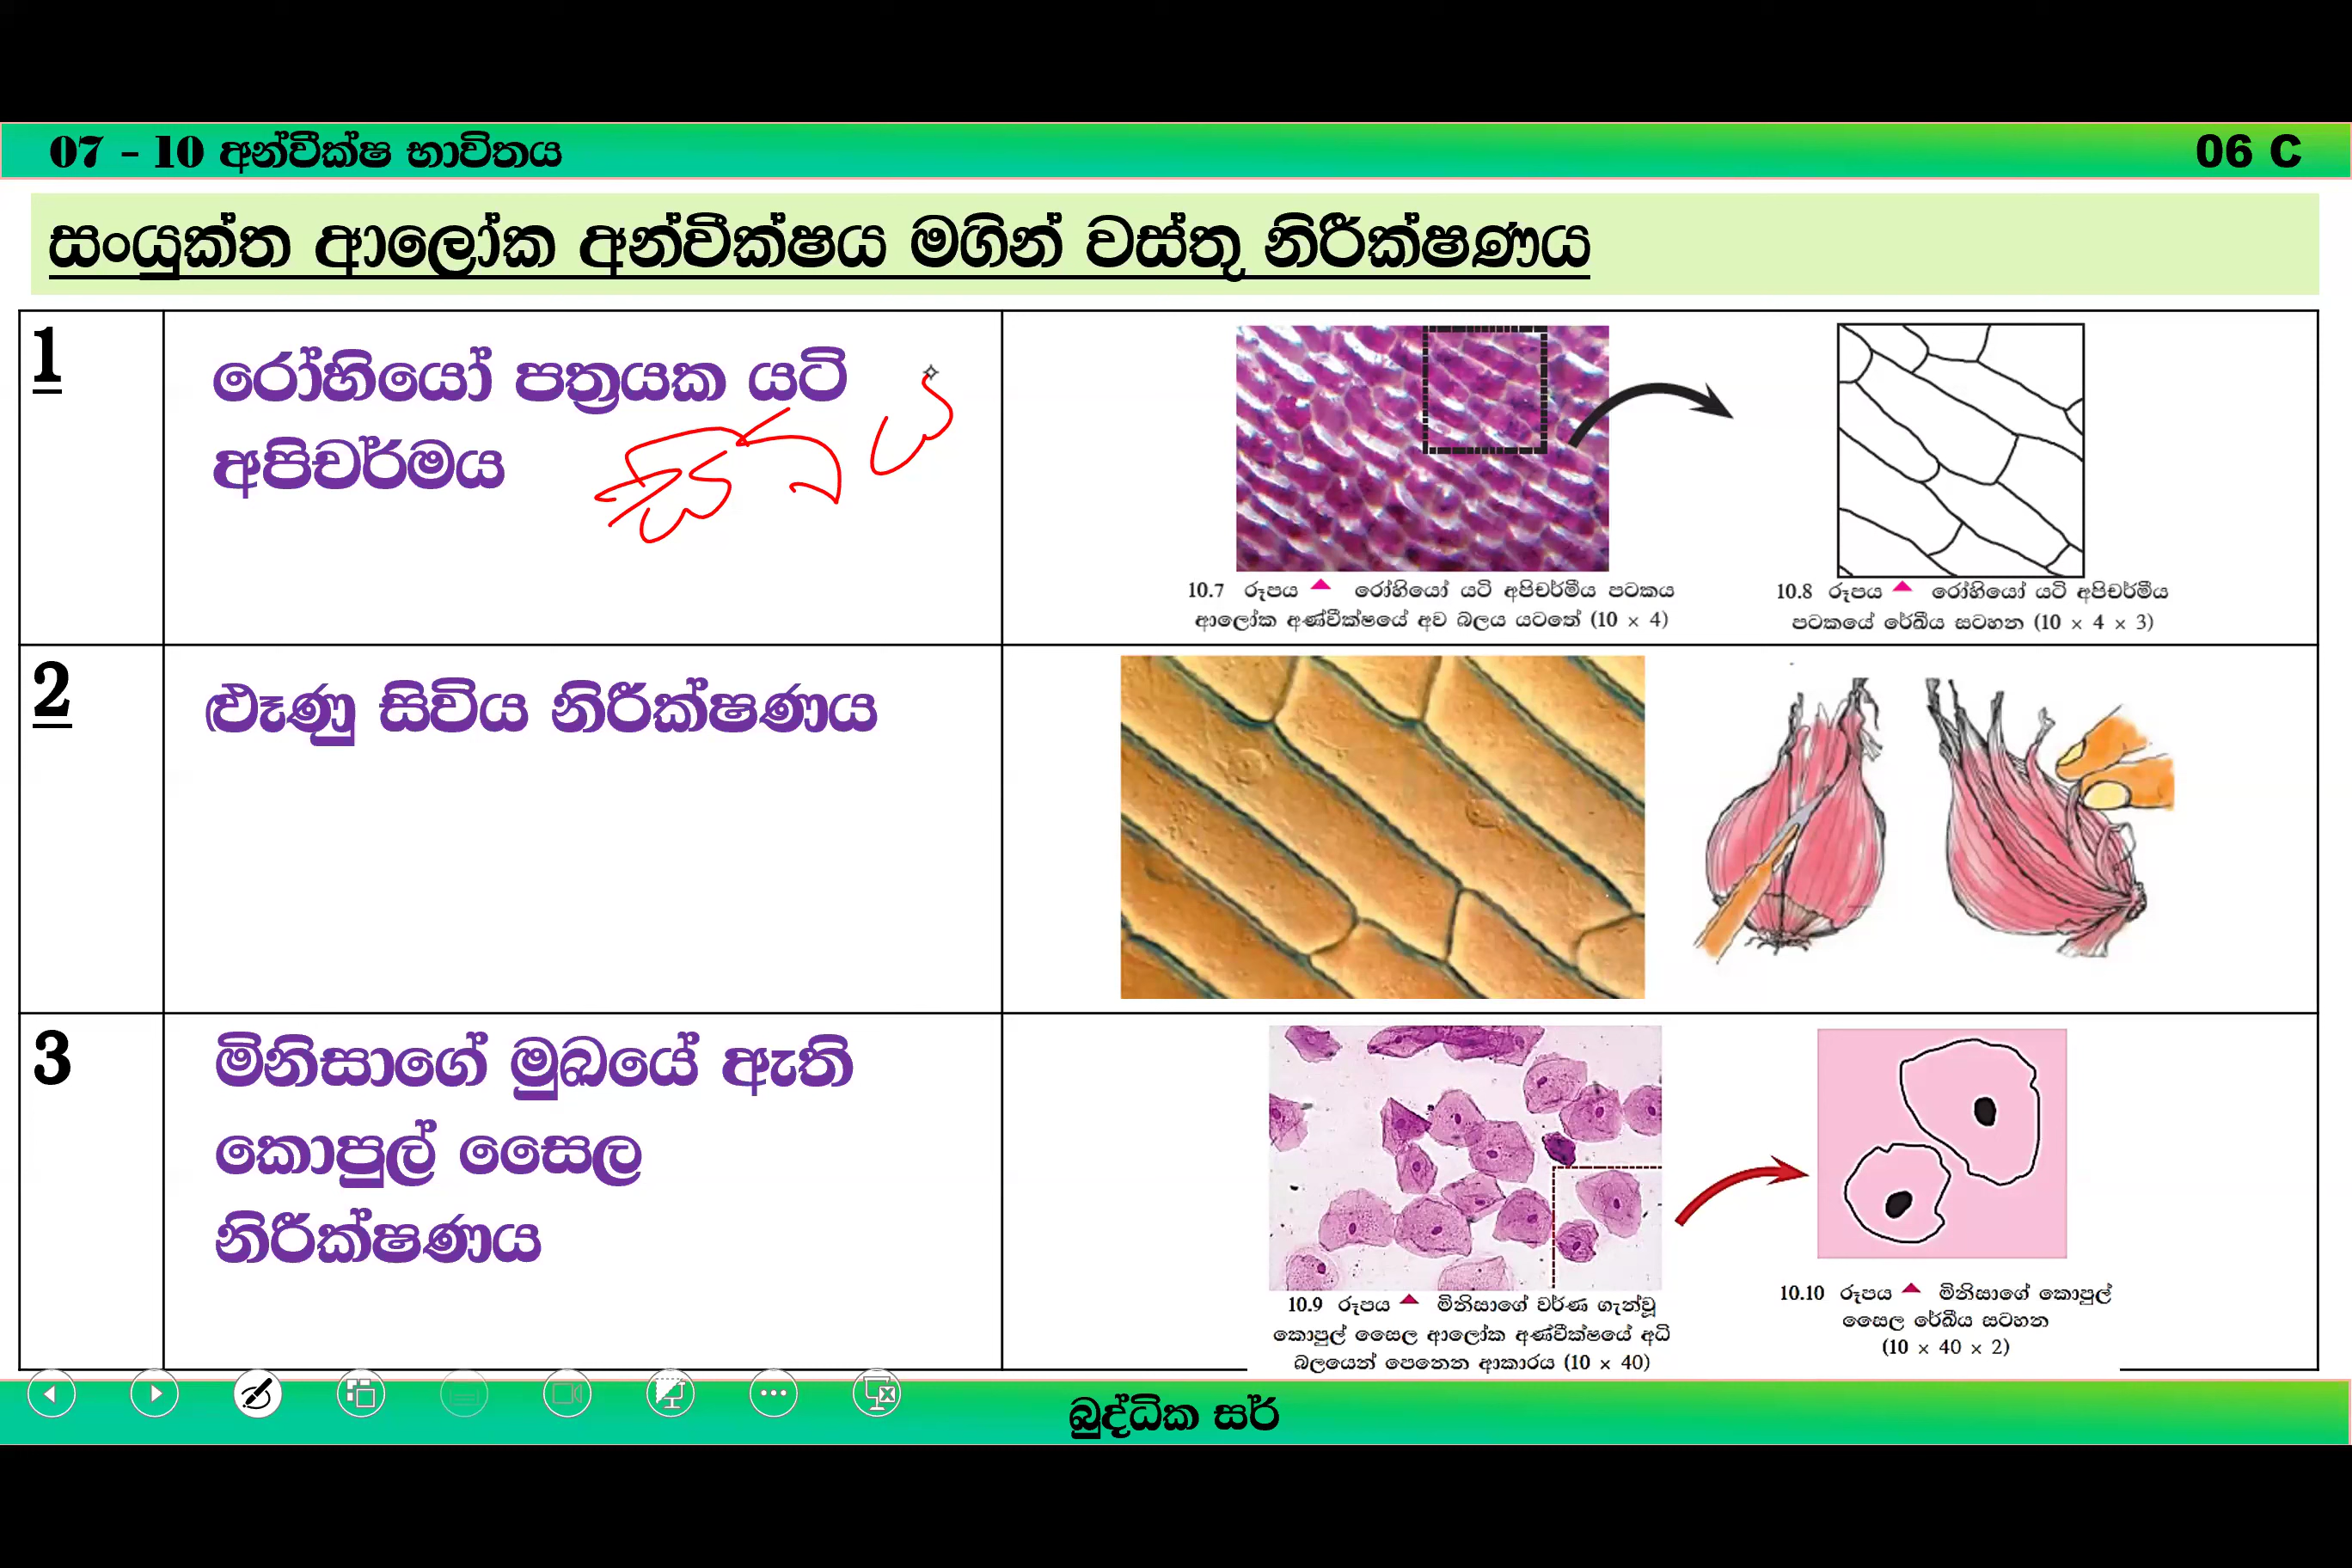 07 - 10 අන්වීක්ෂ භාවිතය
06 C
සංයුක්ත ආලෝක අන්වීක්ෂය මගින් වස්තු නිරීක්ෂණය
1
රෝහියෝ පත්‍රයක යටි
අපිචර්මය
10.7 රූපය ▲ රෝහියෝ යටි අපිචර්මීය පටකය
ආලෝක අණ්වීක්ෂයේ අව බලය යටතේ (10 × 4)
10.8 රූපය ▲ රෝහියෝ යටි අපිචර්මීය
පටකයේ රේඛීය සටහන (10 × 4 × 3)
2
ළූණු සිවිය නිරීක්ෂණය
3
මිනිසාගේ මුඛයේ ඇති
කොපුල් සෛල
නිරීක්ෂණය
10.9 රූපය ▲ මිනිසාගේ වර්ණ ගැන්වූ
කොපුල් සෛල ආලෝක අණ්වීක්ෂයේ අධි
බලයෙන් පෙනෙන ආකාරය (10 × 40)
10.10 රූපය ▲ මිනිසාගේ කොපුල්
සෛල රේඛීය සටහන
(10 × 40 × 2)
බුද්ධික සර්